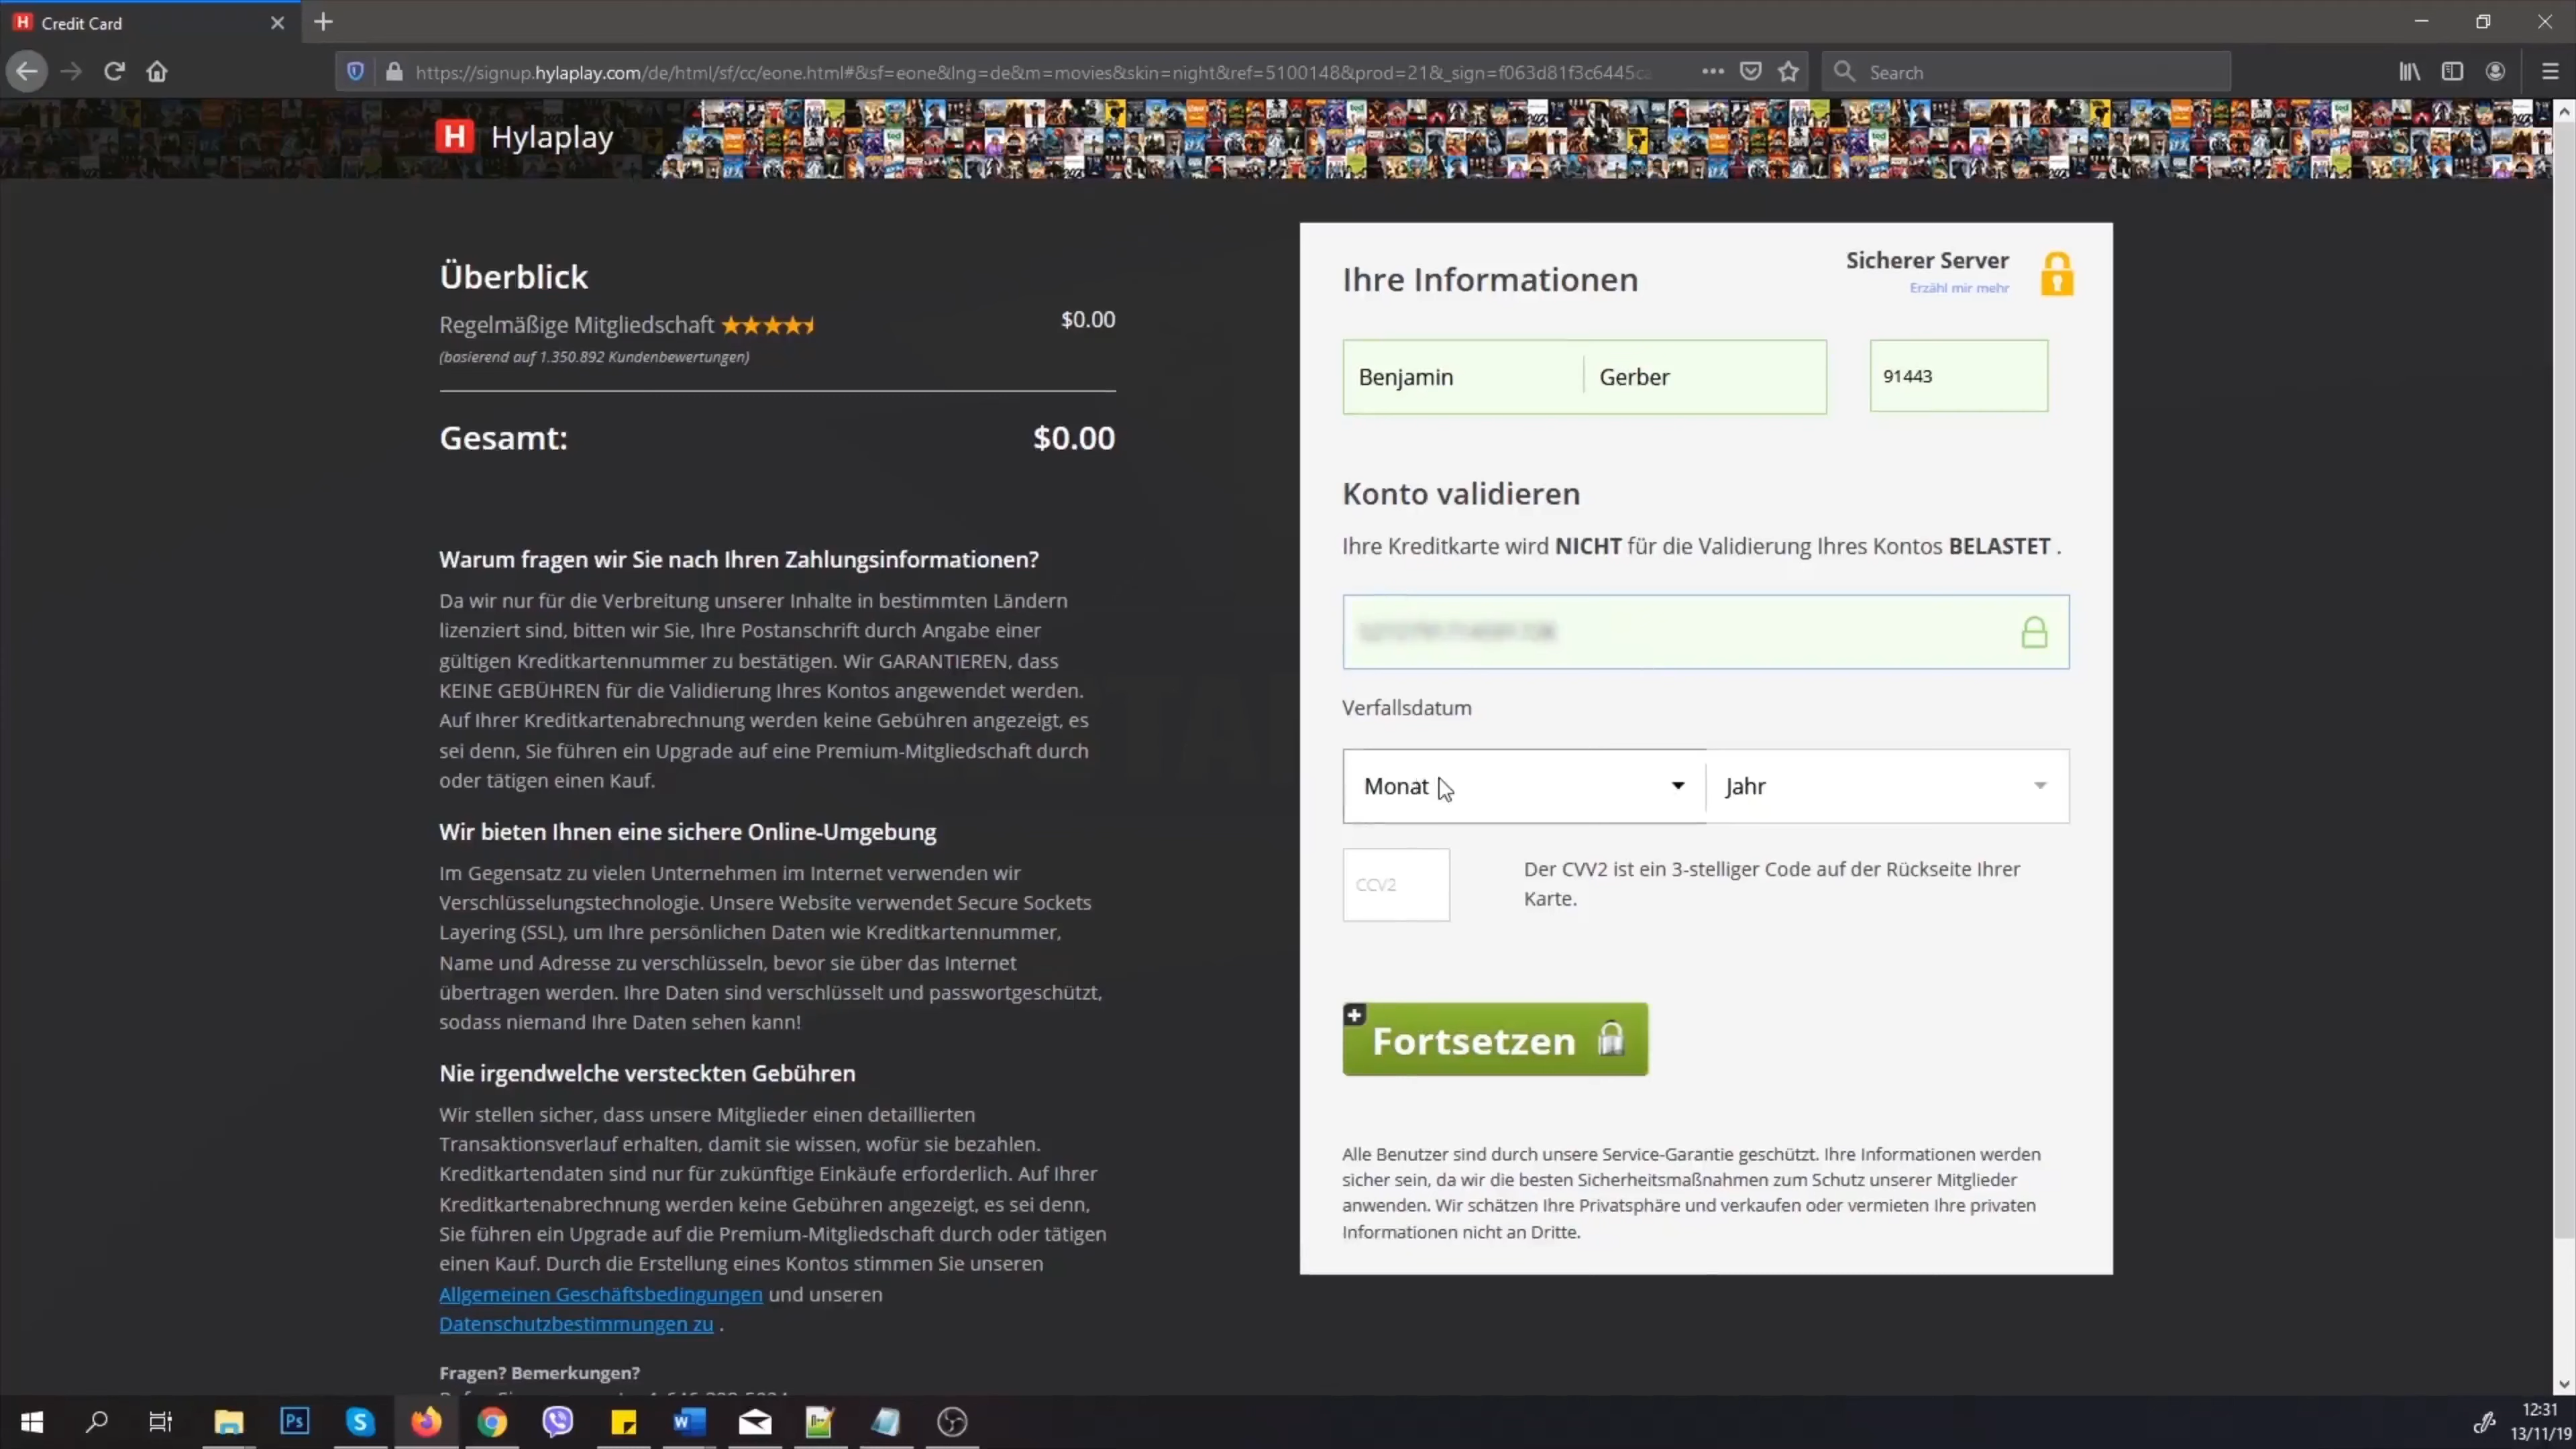 Credit Card
https://signup.hylaplay.com/de/html/sf/cc/eone.html#&sf=eone&lng=de&m=movies&skin=night&ref=5100148&prod=21&_sign=f063d81f3c6445c
Search
H Hylaplay
Überblick
Regelmäßige Mitgliedschaft $0.00
(basierend auf 1.350.892 Kundenbewertungen)
Gesamt: $0.00
Warum fragen wir Sie nach Ihren Zahlungsinformationen?
Da wir nur für die Verbreitung unserer Inhalte in bestimmten Ländern
lizenziert sind, bitten wir Sie, Ihre Postanschrift durch Angabe einer
gültigen Kreditkartennummer zu bestätigen. Wir GARANTIEREN, dass
KEINE GEBÜHREN für die Validierung Ihres Kontos angewendet werden.
Auf Ihrer Kreditkartenabrechnung werden keine Gebühren angezeigt, es
sei denn, Sie führen ein Upgrade auf eine Premium-Mitgliedschaft durch
oder tätigen einen Kauf.
Wir bieten Ihnen eine sichere Online-Umgebung
Im Gegensatz zu vielen Unternehmen im Internet verwenden wir
Verschlüsselungstechnologie. Unsere Website verwendet Secure Sockets
Layering (SSL), um Ihre persönlichen Daten wie Kreditkartennummer,
Name und Adresse zu verschlüsseln, bevor sie über das Internet
übertragen werden. Ihre Daten sind verschlüsselt und passwortgeschützt,
sodass niemand Ihre Daten sehen kann!
Nie irgendwelche versteckten Gebühren
Wir stellen sicher, dass unsere Mitglieder einen detaillierten
Transaktionsverlauf erhalten, damit sie wissen, wofür sie bezahlen.
Kreditkartendaten sind nur für zukünftige Einkäufe erforderlich. Auf Ihrer
Kreditkartenabrechnung werden keine Gebühren angezeigt, es sei denn,
Sie führen ein Upgrade auf die Premium-Mitgliedschaft durch oder tätigen
einen Kauf. Durch die Erstellung eines Kontos stimmen Sie unseren
Allgemeinen Geschäftsbedingungen und unseren
Datenschutzbestimmungen zu .
Fragen? Bemerkungen?
Ihre Informationen
Sicherer Server
Erzähl mir mehr
Benjamin Gerber 91443
Konto validieren
Ihre Kreditkarte wird NICHT für die Validierung Ihres Kontos BELASTET .
Verfallsdatum
Monat Jahr
CCV2
Der CVV2 ist ein 3-stelliger Code auf der Rückseite Ihrer
Karte.
Fortsetzen
Alle Benutzer sind durch unsere Service-Garantie geschützt. Ihre Informationen werden
sicher sein, da wir die besten Sicherheitsmaßnahmen zum Schutz unserer Mitglieder
anwenden. Wir schätzen Ihre Privatsphäre und verkaufen oder vermieten Ihre privaten
Informationen nicht an Dritte.
12:31
13/11/19